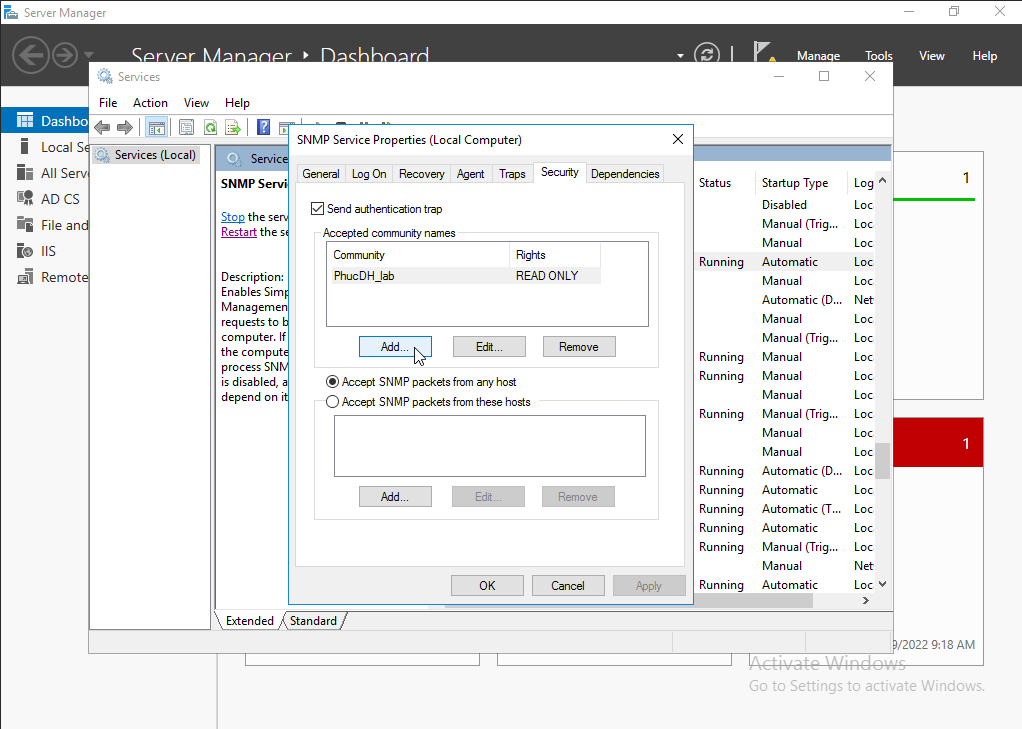 Server Manager
Server Manager ‣ Dashboard
Manage Tools View Help
Services
File Action View Help
Dashbo
Local Se
All Serv
AD CS
File and
IIS
Remote
Services (Local)
Service
SNMP Servi
Stop the serv
Restart the se
Description:
Enables Simp
Managemen
requests to b
computer. If
the compute
process SNM
is disabled, a
depend on it
SNMP Service Properties (Local Computer)
General Log On Recovery Agent Traps Security Dependencies
Send authentication trap
Accepted community names
Community Rights
PhucDH_lab READ ONLY
Add... Edit... Remove
Accept SNMP packets from any host
Accept SNMP packets from these hosts
Add... Edit... Remove
OK Cancel Apply
Status Startup Type Log
Disabled Loc
Manual (Trig... Loc
Manual Loc
Running Automatic Loc
Manual Loc
Automatic (D... Net
Manual Loc
Manual (Trig... Loc
Running Manual Loc
Running Manual Loc
Manual Loc
Running Manual (Trig... Loc
Manual Loc
Manual Loc
Running Automatic (D... Loc
Running Automatic Loc
Running Automatic (T... Loc
Running Automatic Loc
Running Manual (Trig... Loc
Manual Net
Running Automatic Loc
Extended Standard
1
1
9/2022 9:18 AM
Activate Windows
Go to Settings to activate Windows.